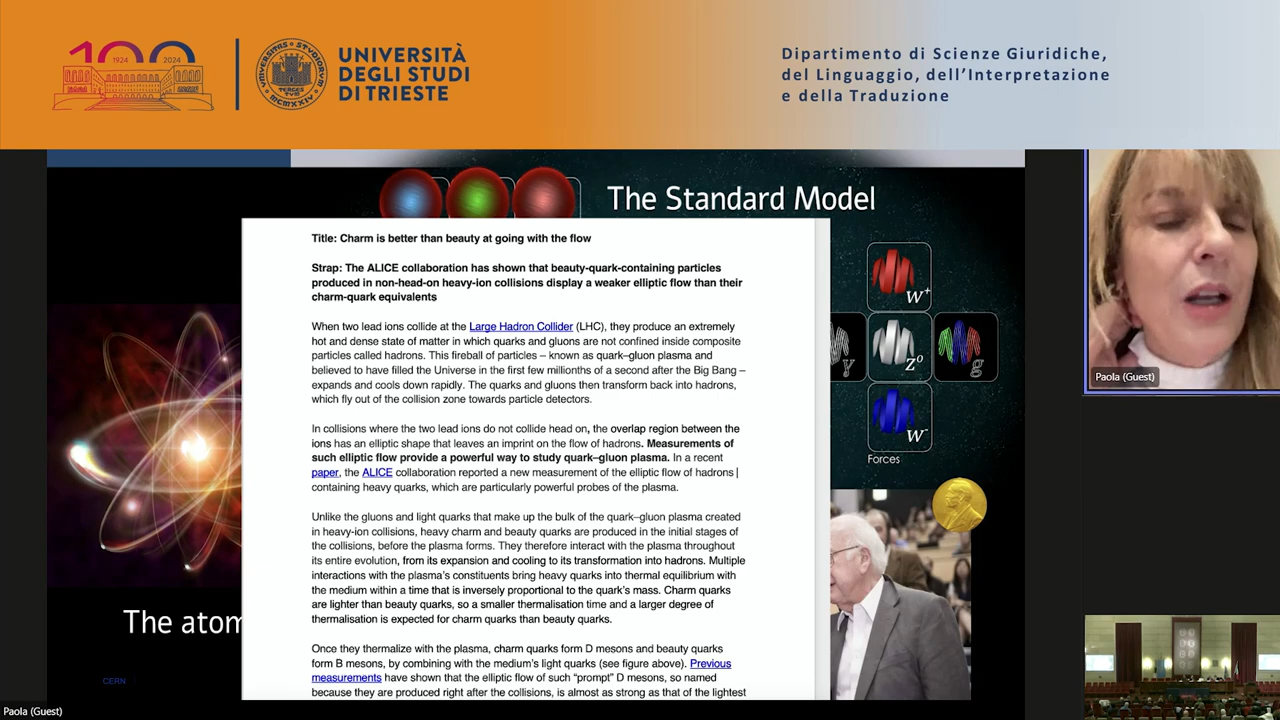 100
1924
2024
UNIVERSITÀ
DEGLI STUDI
DI TRIESTE
Dipartimento di Scienze Giuridiche,
del Linguaggio, dell’Interpretazione
e della Traduzione
The Standard Model
Title: Charm is better than beauty at going with the flow
Strap: The ALICE collaboration has shown that beauty-quark-containing particles
produced in non-head-on heavy-ion collisions display a weaker elliptic flow than their
charm-quark equivalents
When two lead ions collide at the Large Hadron Collider (LHC), they produce an extremely
hot and dense state of matter in which quarks and gluons are not confined inside composite
particles called hadrons. This fireball of particles – known as quark–gluon plasma and
believed to have filled the Universe in the first few millionths of a second after the Big Bang –
expands and cools down rapidly. The quarks and gluons then transform back into hadrons,
which fly out of the collision zone towards particle detectors.
In collisions where the two lead ions do not collide head on, the overlap region between the
ions has an elliptic shape that leaves an imprint on the flow of hadrons. Measurements of
such elliptic flow provide a powerful way to study quark–gluon plasma. In a recent
paper, the ALICE collaboration reported a new measurement of the elliptic flow of hadrons
containing heavy quarks, which are particularly powerful probes of the plasma.
Unlike the gluons and light quarks that make up the bulk of the quark–gluon plasma created
in heavy-ion collisions, heavy charm and beauty quarks are produced in the initial stages of
the collisions, before the plasma forms. They therefore interact with the plasma throughout
its entire evolution, from its expansion and cooling to its transformation into hadrons. Multiple
interactions with the plasma's constituents bring heavy quarks into thermal equilibrium with
the medium within a time that is inversely proportional to the quark's mass. Charm quarks
are lighter than beauty quarks, so a smaller thermalisation time and a larger degree of
thermalisation is expected for charm quarks than beauty quarks.
Once they thermalize with the plasma, charm quarks form D mesons and beauty quarks
form B mesons, by combining with the medium's light quarks (see figure above). Previous
measurements have shown that the elliptic flow of such “prompt” D mesons, so named
because they are produced right after the collisions, is almost as strong as that of the lightest
W+
γ
Z0
g
W-
Forces
The atom
CERN
Paola (Guest)
Paola (Guest)